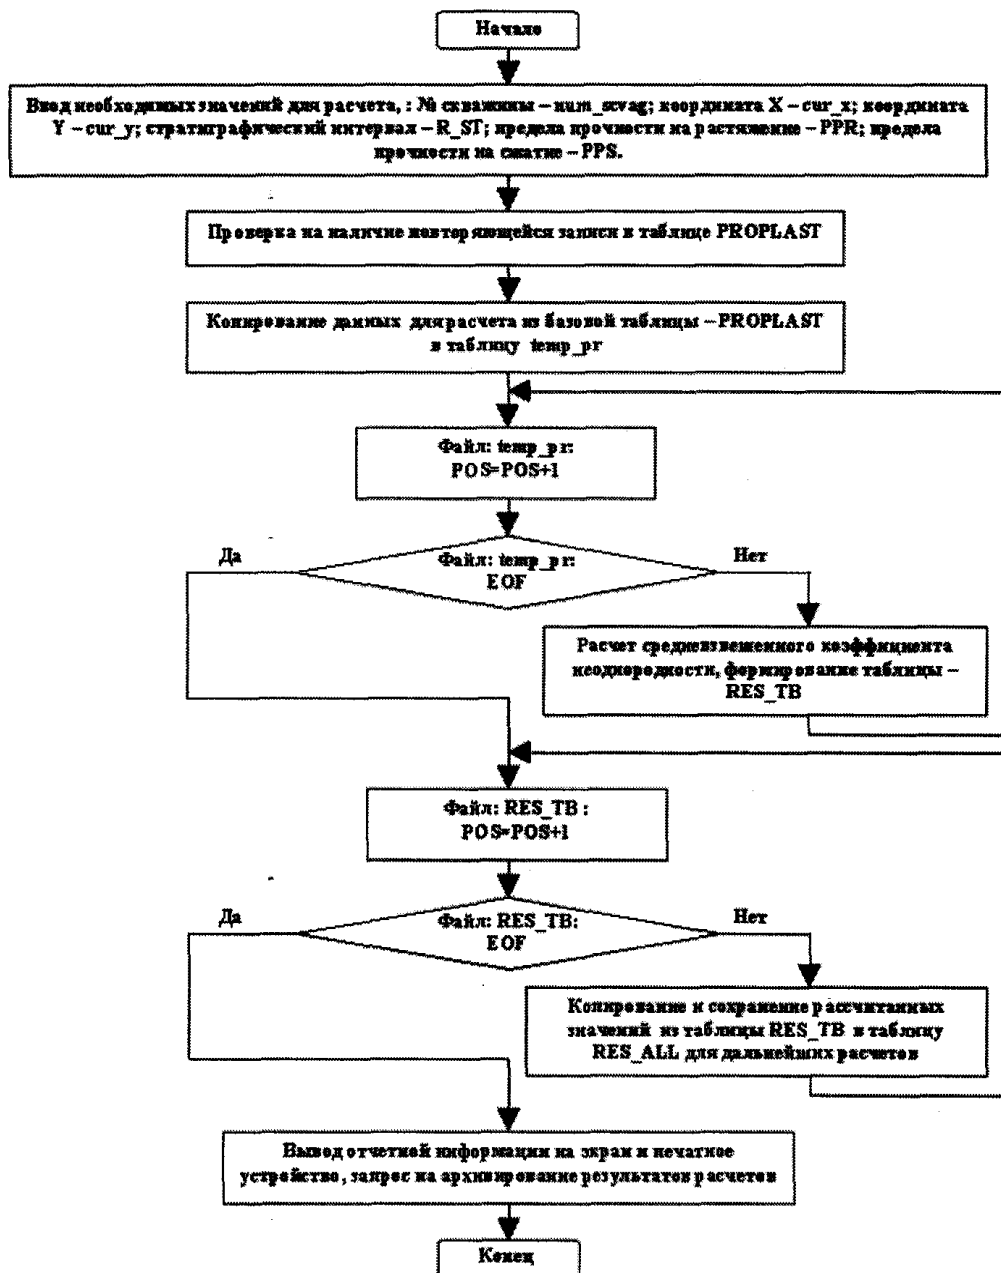 Начало
Ввод необходимых значений для расчета, : № скважины – num_scvag; координата X – cur_x; координата
Y – cur_y; стратиграфический интервал – R_ST; предела прочности на растяжение – PPR; предела
прочности на сжатие – PPS.
Проверка на наличие повторяющейся записи в таблице PROPLAST
Копирование данных для расчета из базовой таблицы – PROPLAST
в таблицу temp_pr
Файл: temp_pr:
POS=POS+1
Да
Файл: temp_pr:
EOF
Нет
Расчет средневзвешенного коэффициента
неоднородности, формирование таблицы –
RES_TB
Файл: RES_TB :
POS=POS+1
Да
Файл: RES_TB:
EOF
Нет
Копирование и сохранение рассчитанных
значений из таблицы RES_TB в таблицу
RES_ALL для дальнейших расчетов
Вывод отчетной информации на экран и печатное
устройство, запрос на архивирование результатов расчетов
Конец